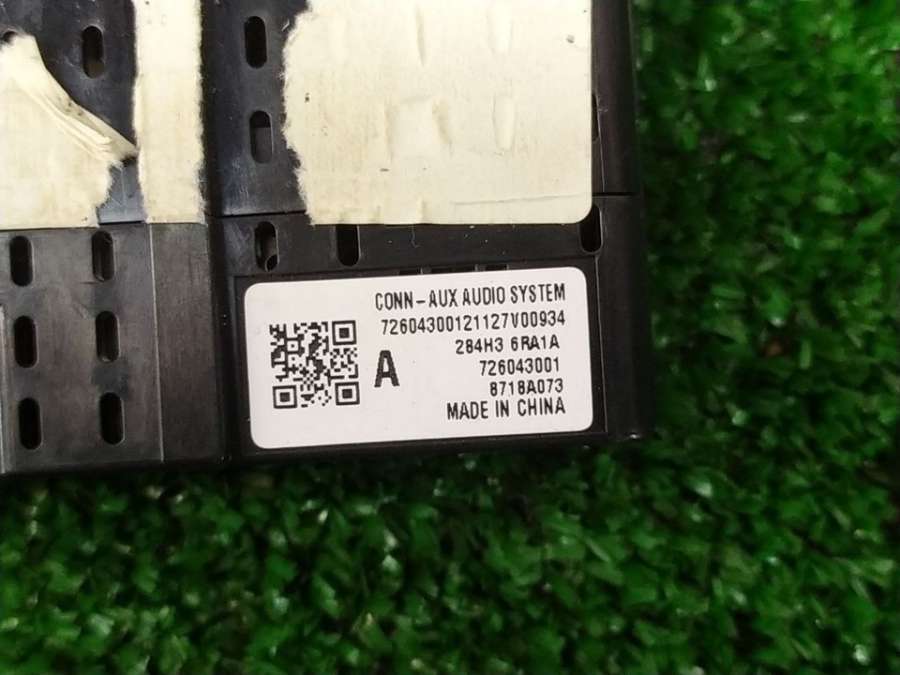 CONN-AUX AUDIO SYSTEM
72604300121127V00934
284H3 6RA1A
A
726043001
8718A073
MADE IN CHINA